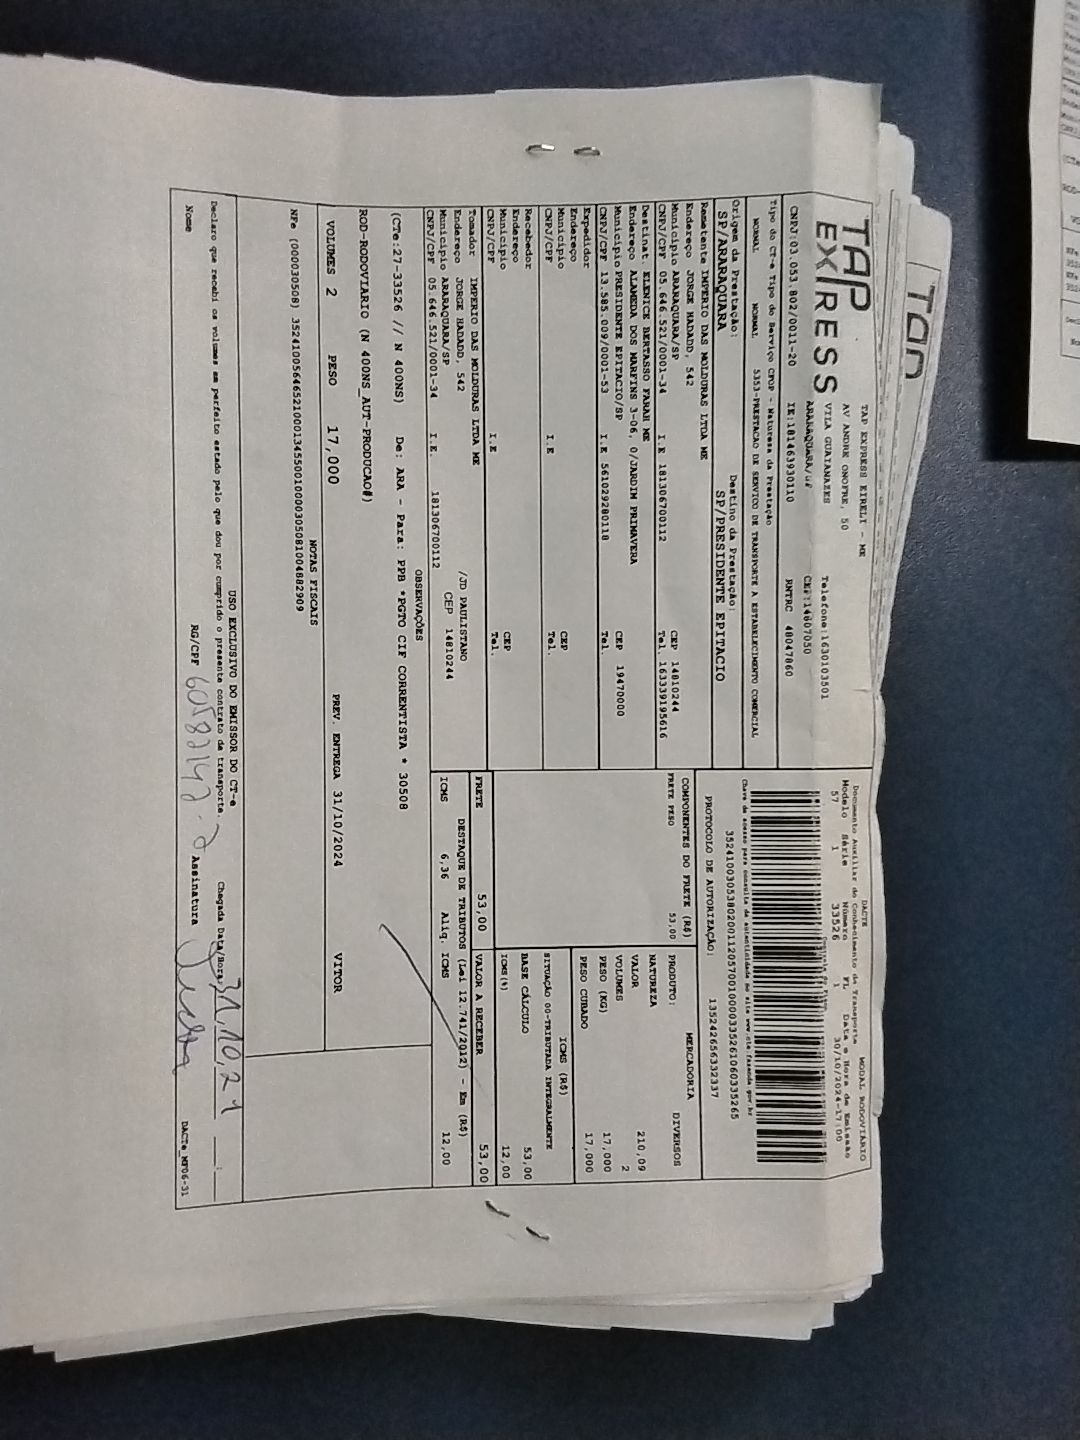 TAP
EXPRESS
TAP EXPRESS EIRELI - ME
AV ANDRE ONOFRE, 50
VILA GUAIANAZES
ARARAQUARA/SP
Telefone:1630103501
CEP:14807050
CNPJ:03.053.802/0011-20 IE:181463930110 RNTRC 48047860
DACTE MODAL RODOVIÁRIO
Documento Auxiliar do Conhecimento de Transporte
Modelo Série Número FL Data e Hora de Emissão
57 1 33526 1 30/10/2024-17:00
Controle do Fisco
Chave de acesso para consulta de autenticidade no site www.cte.fazenda.gov.br
35241003053802001120570010000335261060335265
PROTOCOLO DE AUTORIZAÇÃO: 135242656332337
Tipo do CT-e Tipo do Serviço CFOP - Natureza da Prestação
NORMAL NORMAL 5353-PRESTACAO DE SERVICO DE TRANSPORTE A ESTABELECIMENTO COMERCIAL
Origem da Prestação: Destino da Prestação:
SP/ARARAQUARA SP/PRESIDENTE EPITACIO
Remetente IMPERIO DAS MOLDURAS LTDA ME
Endereço JORGE HADADD, 542
Município ARARAQUARA/SP CEP 14810244
CNPJ/CPF 05.646.521/0001-34 I.E 181306700112 Tel. 163339195616
Destinat ELENICE BERTASSO FARAH ME
Endereço ALAMEDA DOS MARFINS 3-06, 0/JARDIM PRIMAVERA
Município PRESIDENTE EPITACIO/SP CEP 19470000
CNPJ/CPF 13.585.009/0001-53 I.E 561029280118 Tel.
Expedidor
Endereço
Município CEP
CNPJ/CPF I.E Tel.
Recebedor
Endereço
Município CEP
CNPJ/CPF I.E Tel.
Tomador IMPERIO DAS MOLDURAS LTDA ME
Endereço JORGE HADADD, 542 /JD PAULISTANO
Município ARARAQUARA/SP CEP 14810244
CNPJ/CPF 05.646.521/0001-34 I.E. 181306700112
COMPONENTES DO FRETE (R$)
FRETE PESO 53,00
FRETE 53,00
MERCADORIA
PRODUTO: DIVERSOS
NATUREZA
VALOR 210,09
VOLUMES 2
PESO (KG) 17,000
PESO CUBADO 17,000
ICMS (R$)
SITUAÇÃO 00-TRIBUTADA INTEGRALMENTE
BASE CÁLCULO 53,00
ICMS(%) 12,00
VALOR A RECEBER 53,00
DESTAQUE DE TRIBUTOS (Lei 12.741/2012) - Em (R$)
ICMS 6,36 Aliq. ICMS 12,00
OBSERVAÇÕES
(CTe:27-33526 // N 400NS) De: ARA - Para: PPB *PGTO CIF CORRENTISTA * 30508
ROD-RODOVIARIO (N 400NS_AUT-PRODUCAO#)
VOLUMES 2 PESO 17,000 PREV. ENTREGA 31/10/2024 VITOR
NOTAS FISCAIS
NFe (000030508) 35241005646521000134550010000305081004882909
USO EXCLUSIVO DO EMISSOR DO CT-e
Declaro que recebi os volumes em perfeito estado pelo que dou por cumprido o presente contrato de transporte. Chegada Data/Hora: 31,10,24 :
Nome RG/CPF Assinatura
DACTe_MF06-31